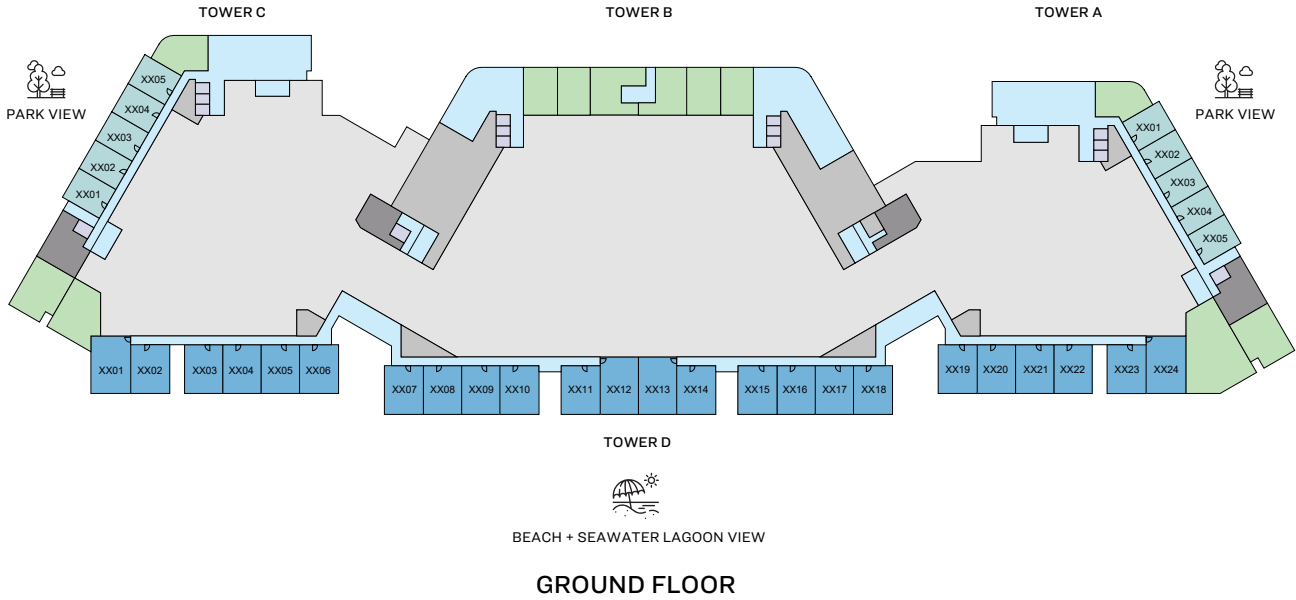 TOWER C
TOWER B
TOWER A
PARK VIEW
PARK VIEW
XX05
XX04
XX03
XX02
XX01
XX01
XX02
XX03
XX04
XX05
XX01
XX02
XX03
XX04
XX05
XX06
XX07
XX08
XX09
XX10
XX11
XX12
XX13
XX14
XX15
XX16
XX17
XX18
XX19
XX20
XX21
XX22
XX23
XX24
TOWER D
BEACH + SEAWATER LAGOON VIEW
GROUND FLOOR